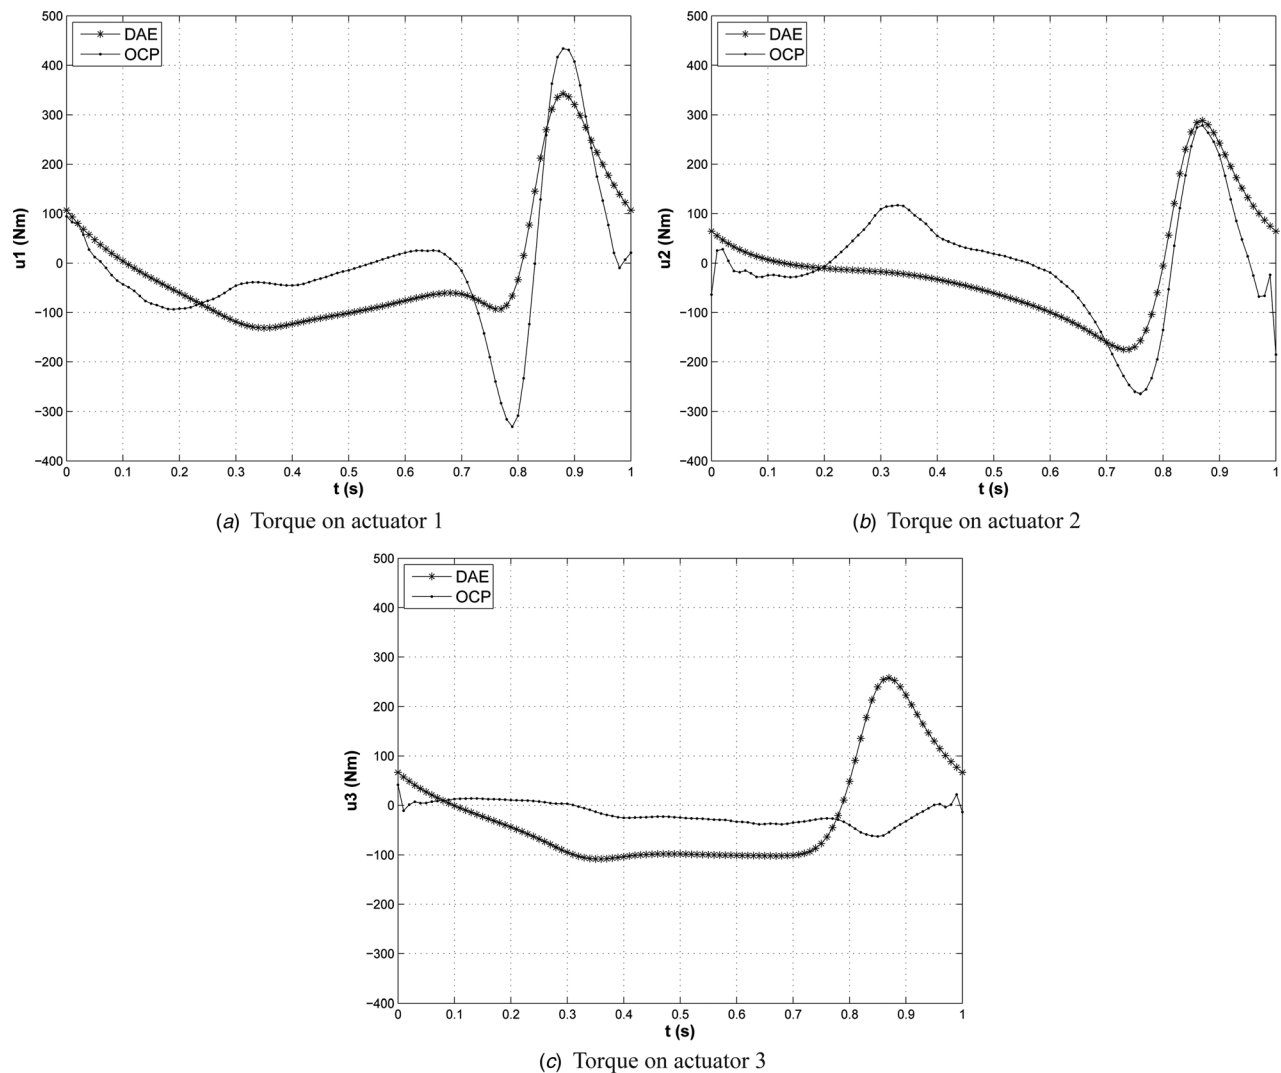 500
400
300
200
100
0
−100
−200
−300
−400
u1 (Nm)
DAE
OCP
0 0.1 0.2 0.3 0.4 0.5 0.6 0.7 0.8 0.9 1
t (s)
(a) Torque on actuator 1
500
400
300
200
100
0
−100
−200
−300
−400
u2 (Nm)
DAE
OCP
0 0.1 0.2 0.3 0.4 0.5 0.6 0.7 0.8 0.9 1
t (s)
(b) Torque on actuator 2
500
400
300
200
100
0
−100
−200
−300
−400
u3 (Nm)
DAE
OCP
0 0.1 0.2 0.3 0.4 0.5 0.6 0.7 0.8 0.9 1
t (s)
(c) Torque on actuator 3